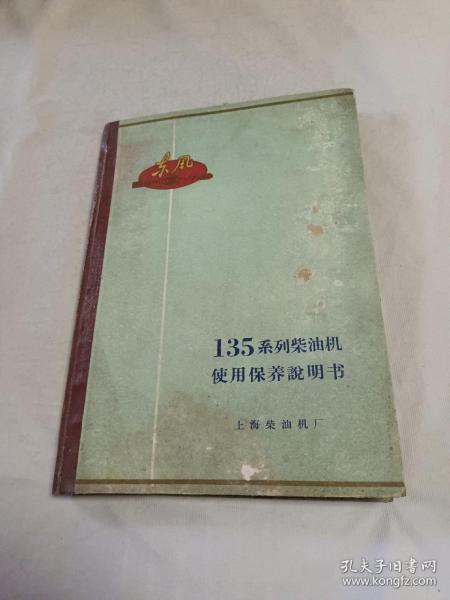 东风
135系列柴油机
使用保养說明书
上海柴油机厂
孔夫子旧书网
www.kongfz.com